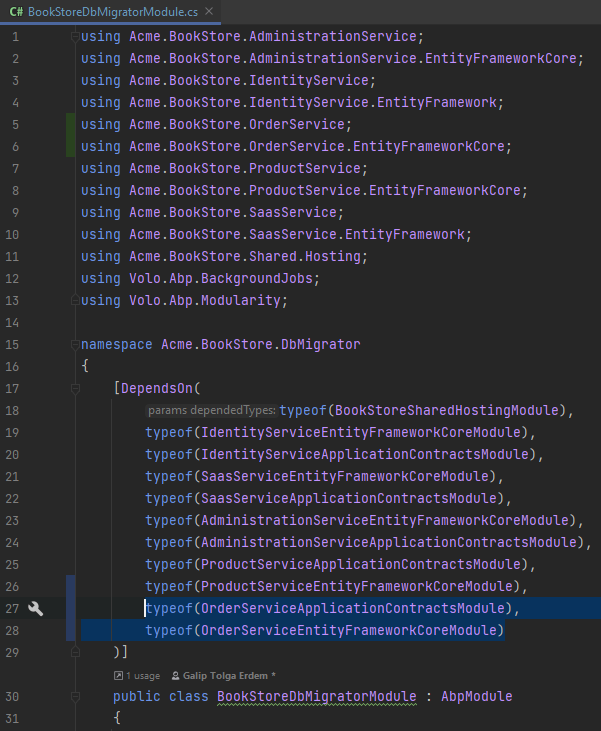 C# BookStoreDbMigratorModule.cs ×
1 using Acme.BookStore.AdministrationService;
2 using Acme.BookStore.AdministrationService.EntityFrameworkCore;
3 using Acme.BookStore.IdentityService;
4 using Acme.BookStore.IdentityService.EntityFramework;
5 using Acme.BookStore.OrderService;
6 using Acme.BookStore.OrderService.EntityFrameworkCore;
7 using Acme.BookStore.ProductService;
8 using Acme.BookStore.ProductService.EntityFrameworkCore;
9 using Acme.BookStore.SaasService;
10 using Acme.BookStore.SaasService.EntityFramework;
11 using Acme.BookStore.Shared.Hosting;
12 using Volo.Abp.BackgroundJobs;
13 using Volo.Abp.Modularity;
14
15 namespace Acme.BookStore.DbMigrator
16 {
17 [DependsOn(
18 params dependedTypes: typeof(BookStoreSharedHostingModule),
19 typeof(IdentityServiceEntityFrameworkCoreModule),
20 typeof(IdentityServiceApplicationContractsModule),
21 typeof(SaasServiceEntityFrameworkCoreModule),
22 typeof(SaasServiceApplicationContractsModule),
23 typeof(AdministrationServiceEntityFrameworkCoreModule),
24 typeof(AdministrationServiceApplicationContractsModule),
25 typeof(ProductServiceApplicationContractsModule),
26 typeof(ProductServiceEntityFrameworkCoreModule),
27 typeof(OrderServiceApplicationContractsModule),
28 typeof(OrderServiceEntityFrameworkCoreModule)
29 )]
1 usage Galip Tolga Erdem *
30 public class BookStoreDbMigratorModule : AbpModule
31 {